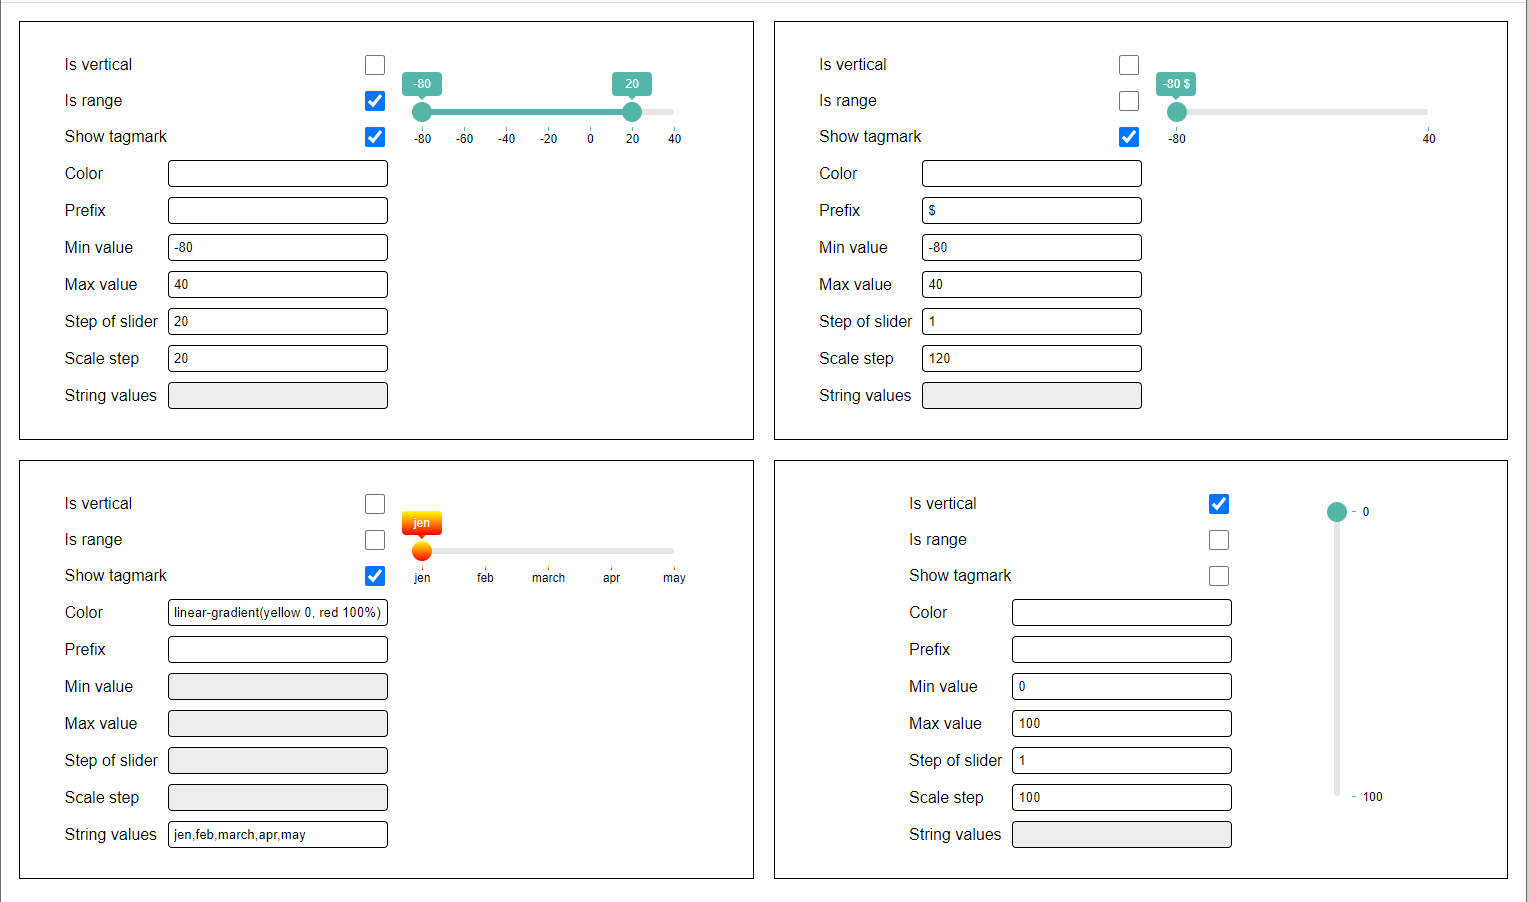 Is vertical
Is range
Show tagmark
Color
Prefix
Min value -80
Max value 40
Step of slider 20
Scale step 20
String values
-80 20
-80 -60 -40 -20 0 20 40
Is vertical
Is range
Show tagmark
Color
Prefix $
Min value -80
Max value 40
Step of slider 1
Scale step 120
String values
-80 $
-80 40
Is vertical
Is range
Show tagmark
Color linear-gradient(yellow 0, red 100%)
Prefix
Min value
Max value
Step of slider
Scale step
String values jen,feb,march,apr,may
jen
jen feb march apr may
Is vertical
Is range
Show tagmark
Color
Prefix
Min value 0
Max value 100
Step of slider 1
Scale step 100
String values
0
100